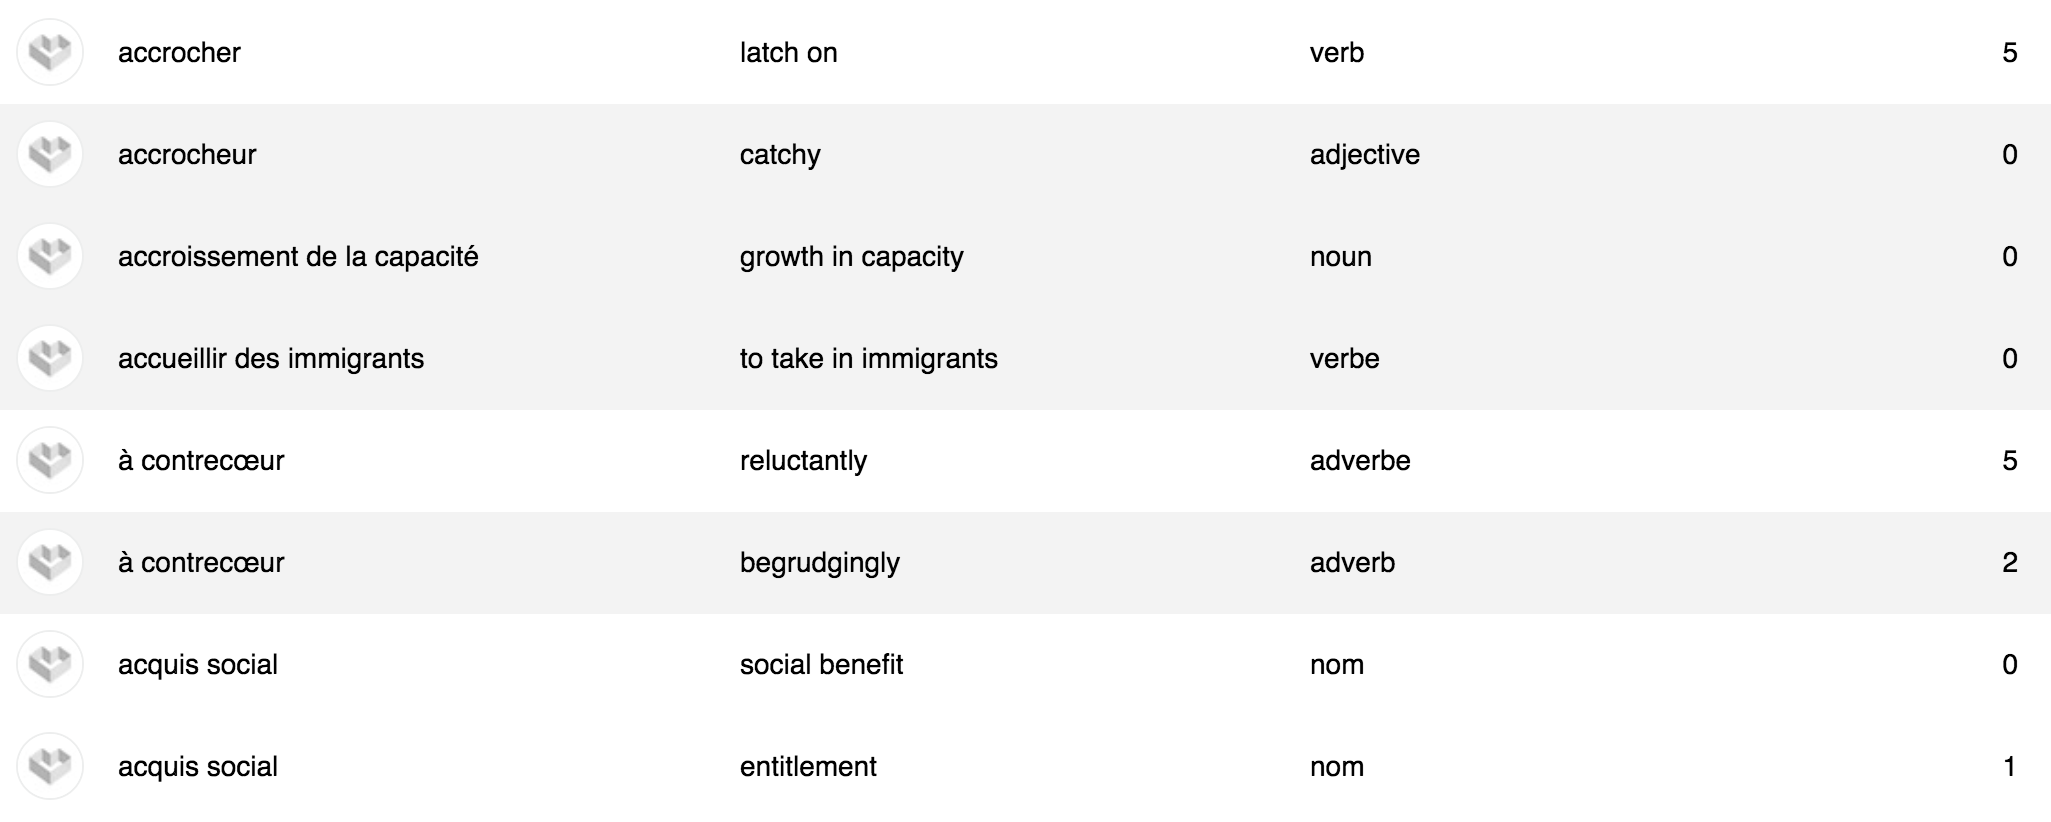 accrocher latch on verb 5
accrocheur catchy adjective 0
accroissement de la capacité growth in capacity noun 0
accueillir des immigrants to take in immigrants verbe 0
à contrecœur reluctantly adverbe 5
à contrecœur begrudgingly adverb 2
acquis social social benefit nom 0
acquis social entitlement nom 1